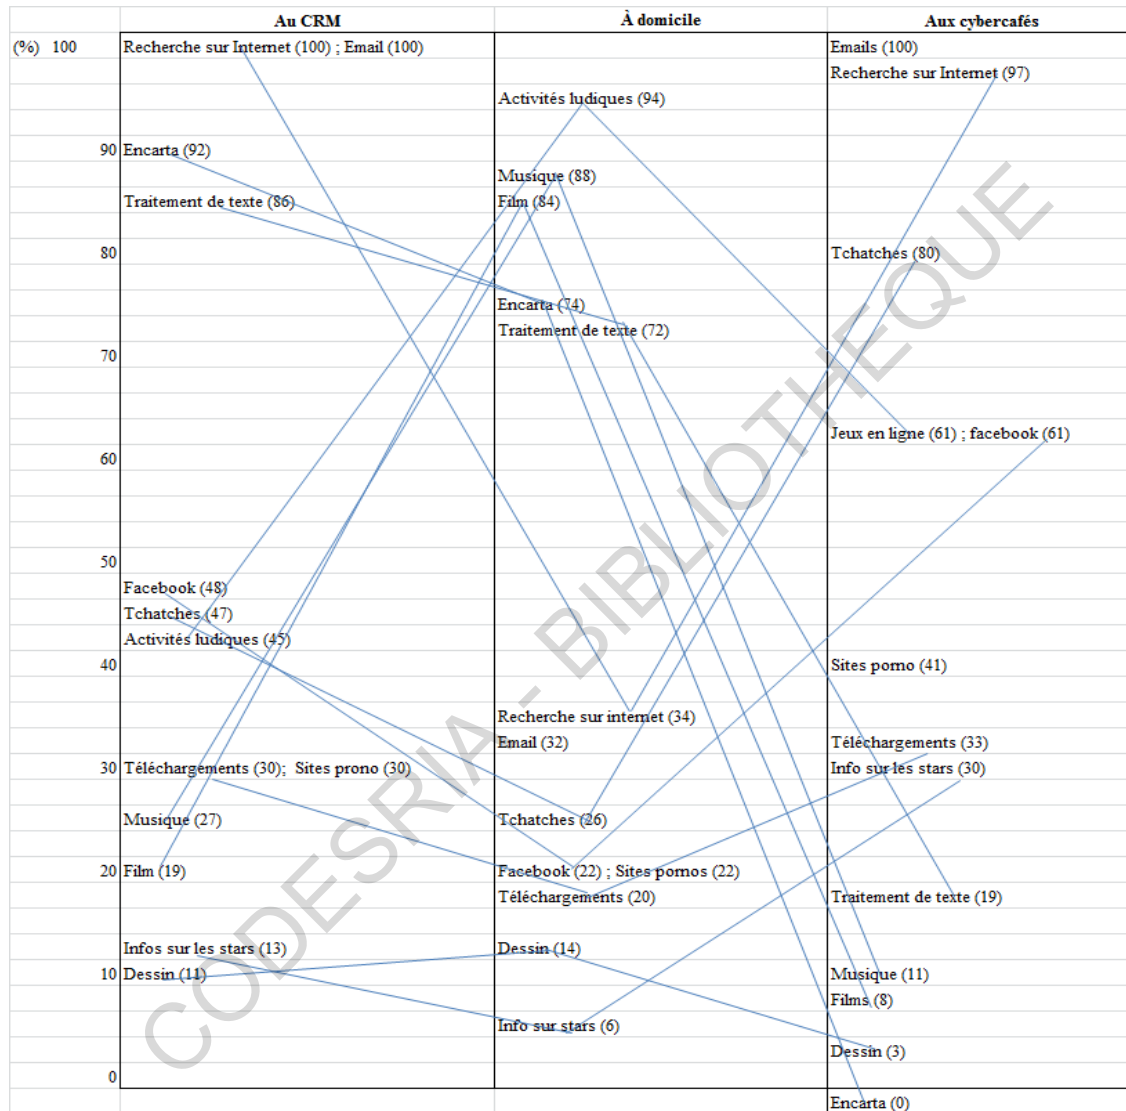 Au CRM À domicile Aux cybercafés
(%) 100 Recherche sur Internet (100) ; Email (100) Emails (100)
Recherche sur Internet (97)
Activités ludiques (94)
90 Encarta (92)
Musique (88)
Traitement de texte (86) Film (84)
80 Tchatches (80)
Encarta (74)
Traitement de texte (72)
70
Jeux en ligne (61) ; facebook (61)
60
50
Facebook (48)
Tchatches (47)
Activités ludiques (45)
40 Sites porno (41)
Recherche sur internet (34)
Email (32) Téléchargements (33)
30 Téléchargements (30); Sites prono (30) Info sur les stars (30)
Musique (27) Tchatches (26)
20 Film (19) Facebook (22) ; Sites pornos (22)
Téléchargements (20) Traitement de texte (19)
Infos sur les stars (13) Dessin (14)
10 Dessin (11) Musique (11)
Films (8)
Info sur stars (6)
Dessin (3)
0
Encarta (0)
CODESRIA - BIBLIOTHEQUE